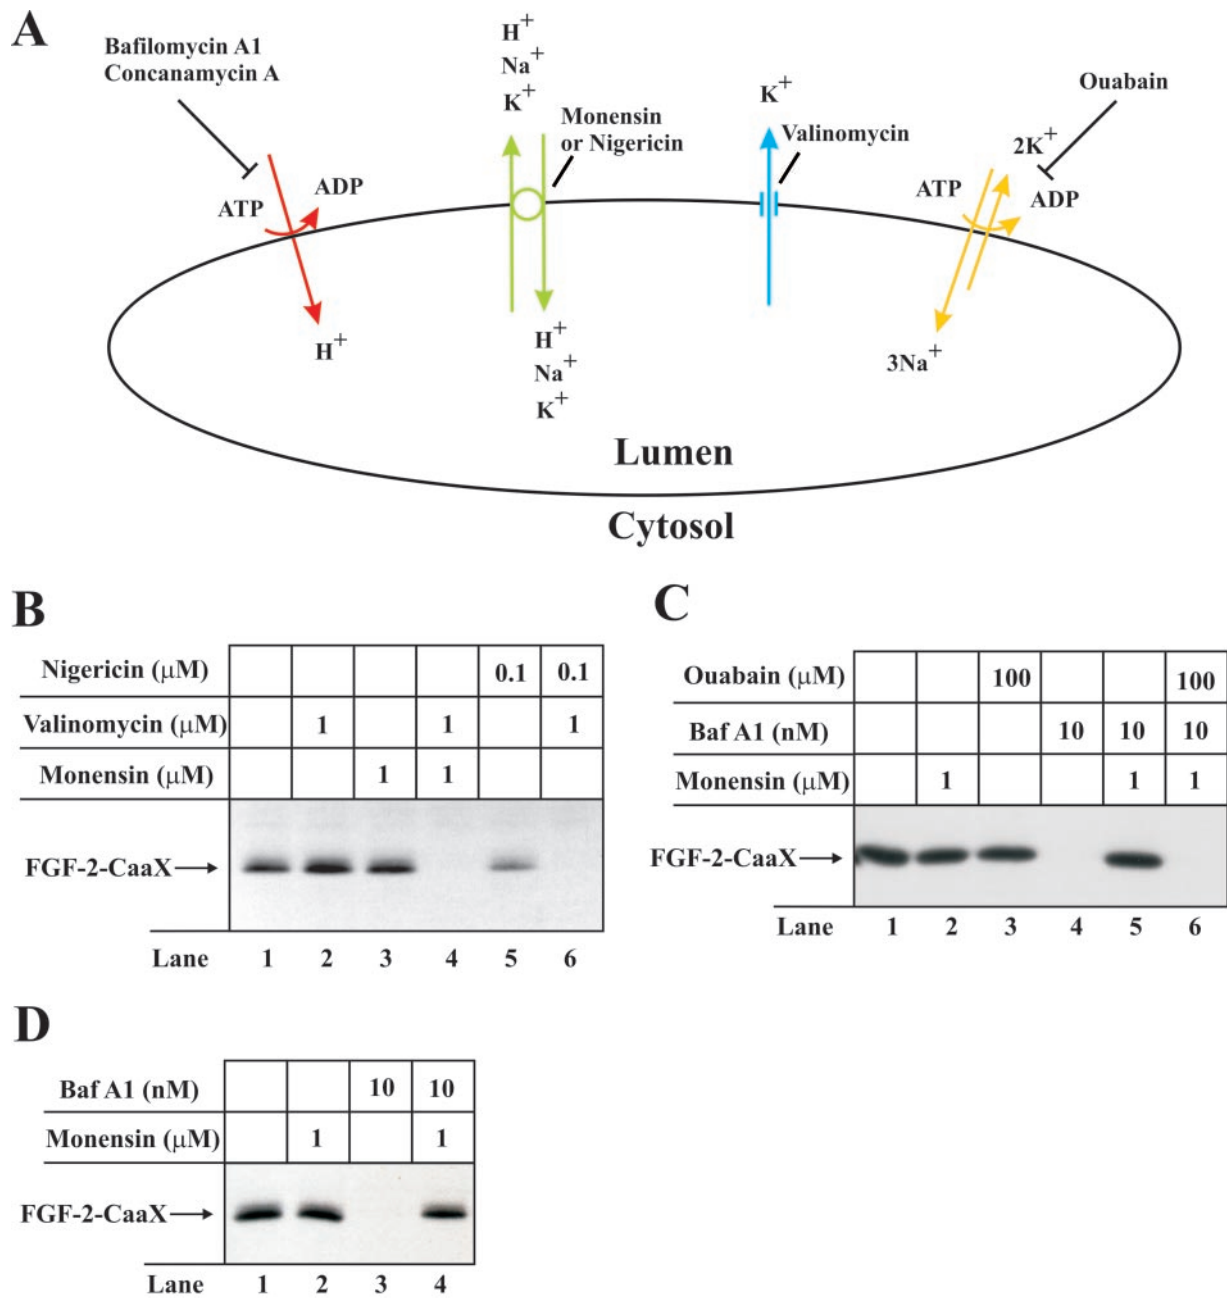 A
Bafilomycin A1
Concanamycin A
H+
Na+
K+
Monensin
or Nigericin
K+
Valinomycin
Ouabain
2K+
ATP
ADP
ATP
ADP
H+
H+
Na+
K+
3Na+
Lumen
Cytosol
B
Nigericin (μM) 0.1 0.1
Valinomycin (μM) 1 1 1
Monensin (μM) 1 1
FGF-2-CaaX
Lane 1 2 3 4 5 6
C
Ouabain (μM) 100 100
Baf A1 (nM) 10 10 10
Monensin (μM) 1 1 1
FGF-2-CaaX
Lane 1 2 3 4 5 6
D
Baf A1 (nM) 10 10
Monensin (μM) 1 1
FGF-2-CaaX
Lane 1 2 3 4